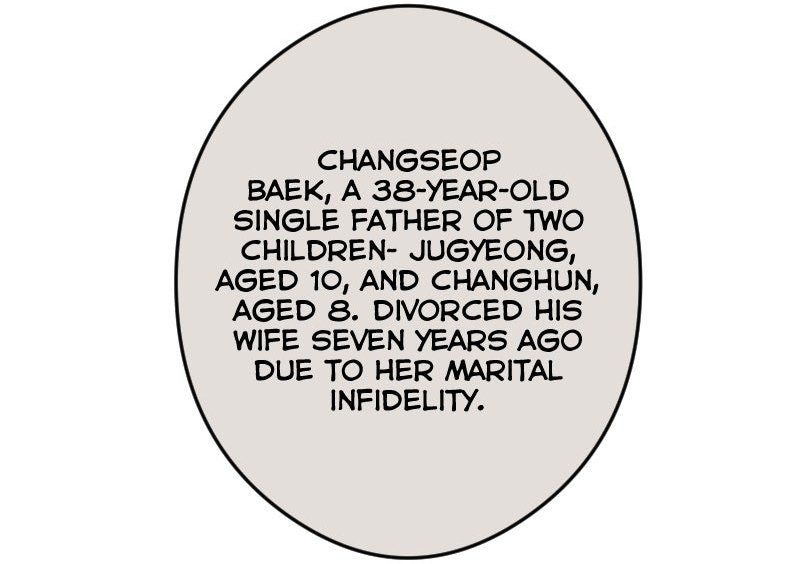 CHANGSEOP
BAEK, A 38-YEAR-OLD
SINGLE FATHER OF TWO
CHILDREN- JUGYEONG,
AGED 10, AND CHANGHUN,
AGED 8. DIVORCED HIS
WIFE SEVEN YEARS AGO
DUE TO HER MARITAL
INFIDELITY.